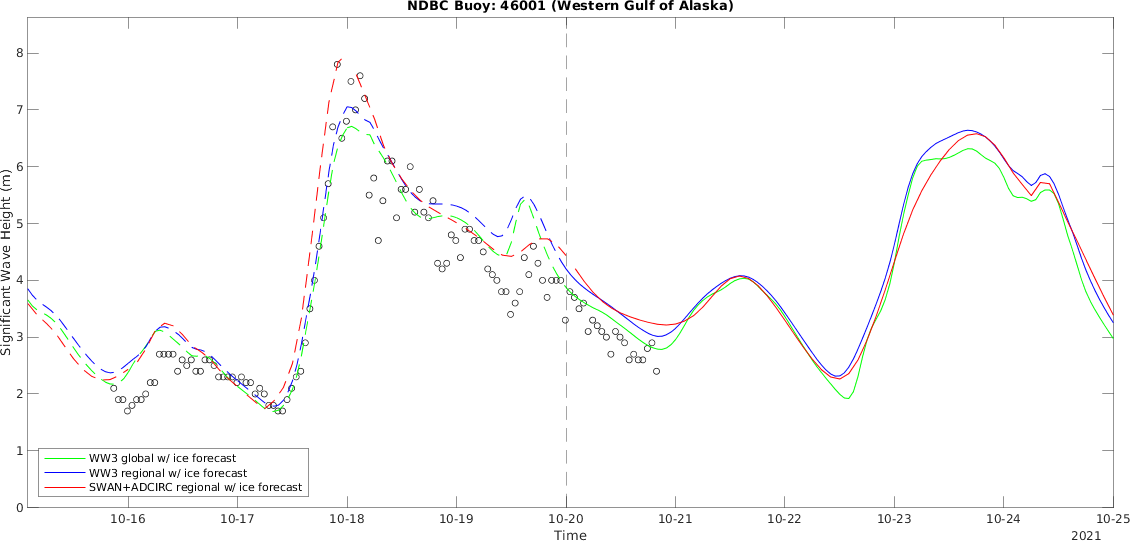 NDBC Buoy: 46001 (Western Gulf of Alaska)
Significant Wave Height (m)
8
7
6
5
4
3
2
1
0
WW3 global w/ ice forecast
WW3 regional w/ ice forecast
SWAN+ADCIRC regional w/ ice forecast
10-16 10-17 10-18 10-19 10-20 10-21 10-22 10-23 10-24 10-25
Time
2021